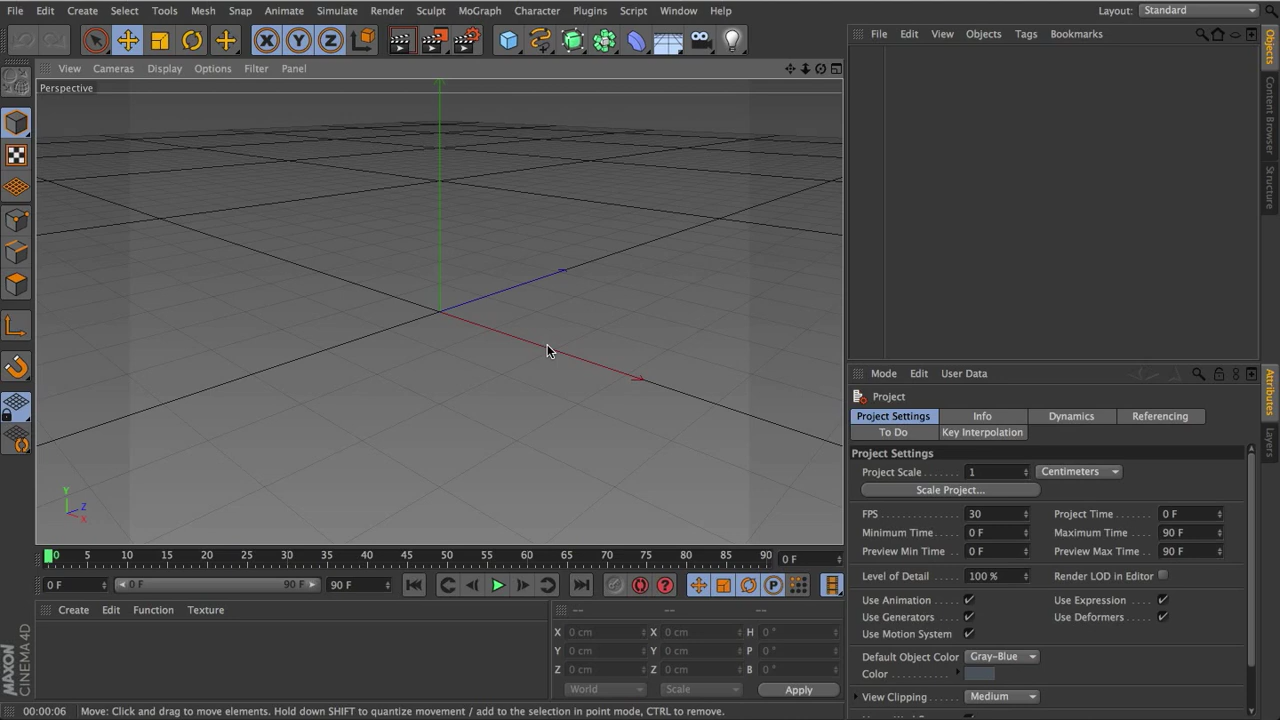 File Edit Create Select Tools Mesh Snap Animate Simulate Render Sculpt MoGraph Character Plugins Script Window Help Layout: Standard
X Y Z
File Edit View Objects Tags Bookmarks
View Cameras Display Options Filter Panel
Perspective
Objects
Content Browser
Structure
Mode Edit User Data
Attributes
Layers
Project
Project Settings Info Dynamics Referencing
To Do Key Interpolation
Project Settings
Project Scale 1 Centimeters
Scale Project...
FPS 30 Project Time 0 F
Minimum Time 0 F Maximum Time 90 F
Preview Min Time 0 F Preview Max Time 90 F
Level of Detail 100 % Render LOD in Editor
Use Animation Use Expression
Use Generators Use Deformers
Use Motion System
Default Object Color Gray-Blue
Color
View Clipping Medium
Y
Z
X
0 5 10 15 20 25 30 35 40 45 50 55 60 65 70 75 80 85 90 0 F
0 F 0 F 90 F 90 F ? P
Create Edit Function Texture
-- -- --
X 0 cm X 0 cm H 0 °
Y 0 cm Y 0 cm P 0 °
Z 0 cm Z 0 cm B 0 °
World Scale Apply
MAXON
CINEMA 4D
00:00:06 Move: Click and drag to move elements. Hold down SHIFT to quantize movement / add to the selection in point mode, CTRL to remove.